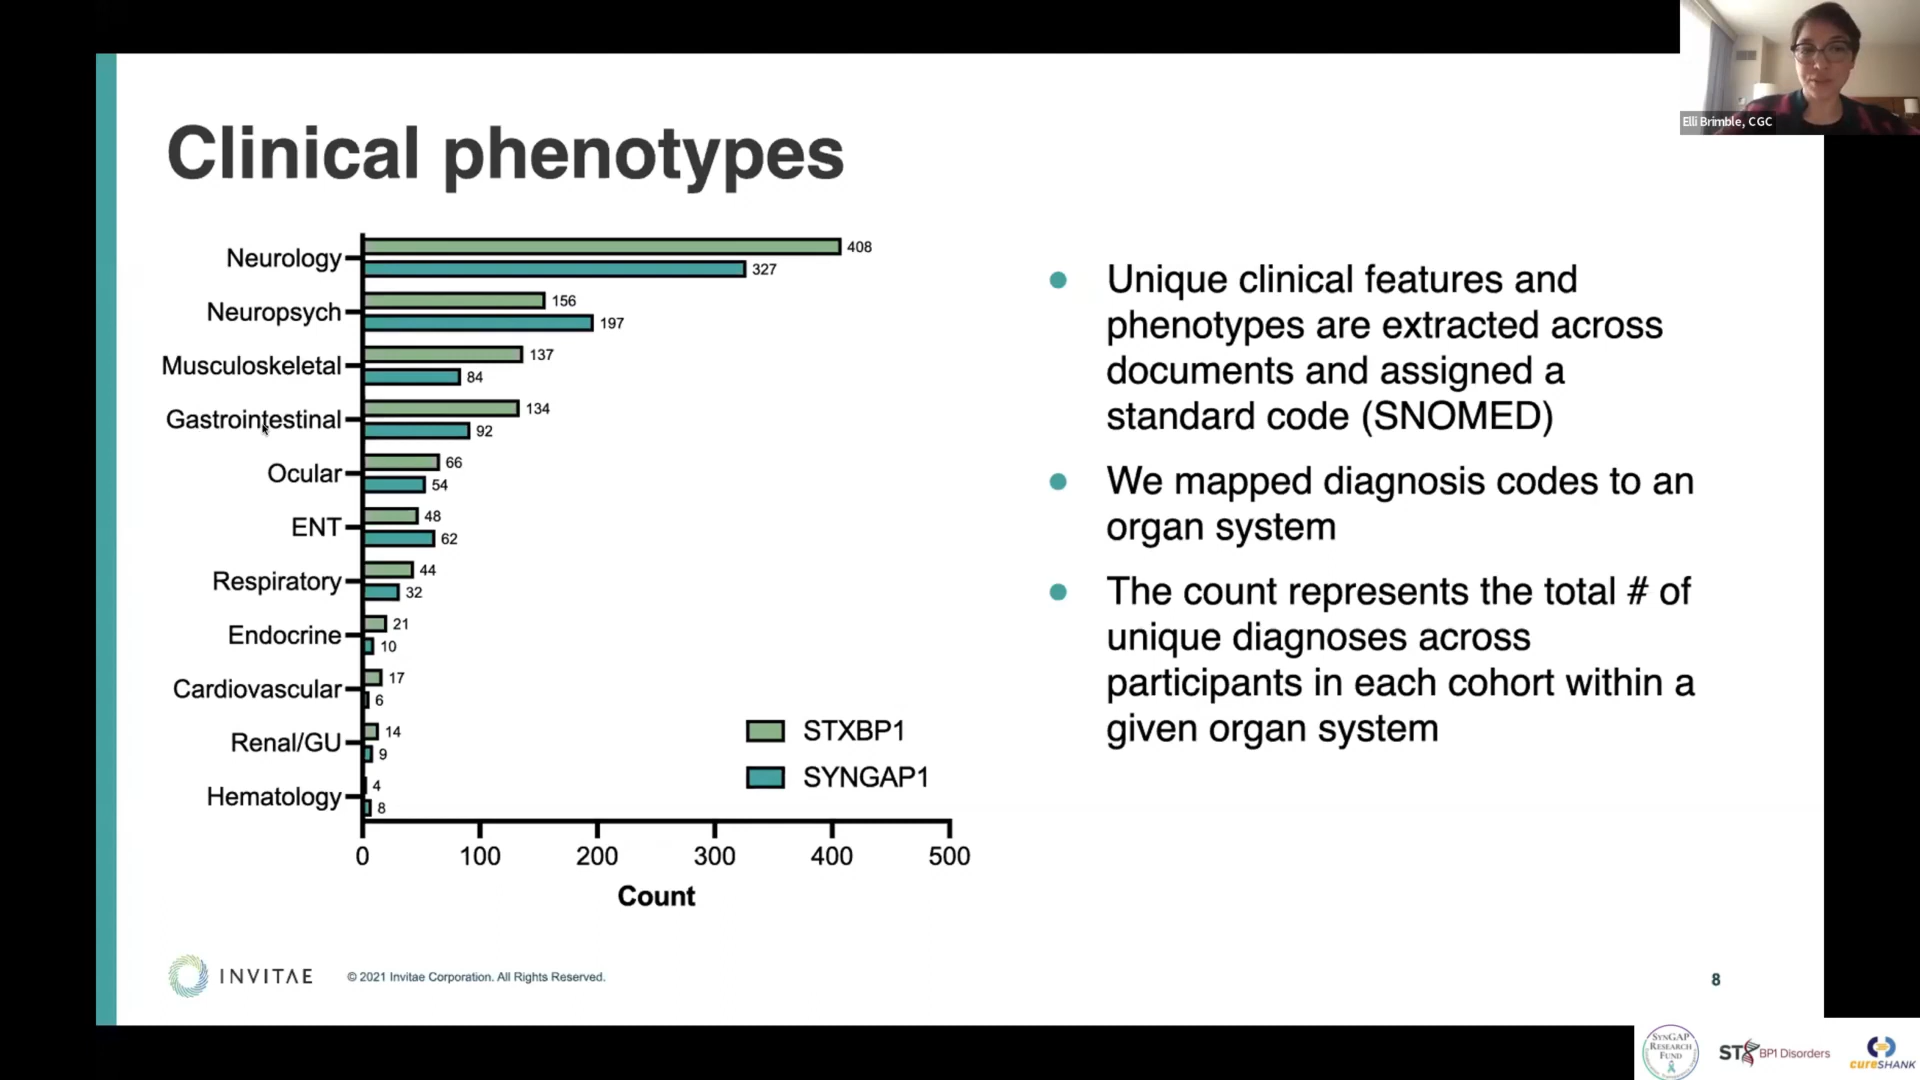 Elli Brimble, CGC
Clinical phenotypes
Neurology
408
327
Neuropsych
156
197
Musculoskeletal
137
84
Gastrointestinal
134
92
Ocular
66
54
ENT
48
62
Respiratory
44
32
Endocrine
21
10
Cardiovascular
17
6
Renal/GU
14
9
Hematology
4
8
STXBP1
SYNGAP1
0 100 200 300 400 500
Count
Unique clinical features and
phenotypes are extracted across
documents and assigned a
standard code (SNOMED)
We mapped diagnosis codes to an
organ system
The count represents the total # of
unique diagnoses across
participants in each cohort within a
given organ system
INVITAE
© 2021 Invitae Corporation. All Rights Reserved.
8
SYNGAP
RESEARCH
FUND
STXBP1 Disorders
cureSHANK